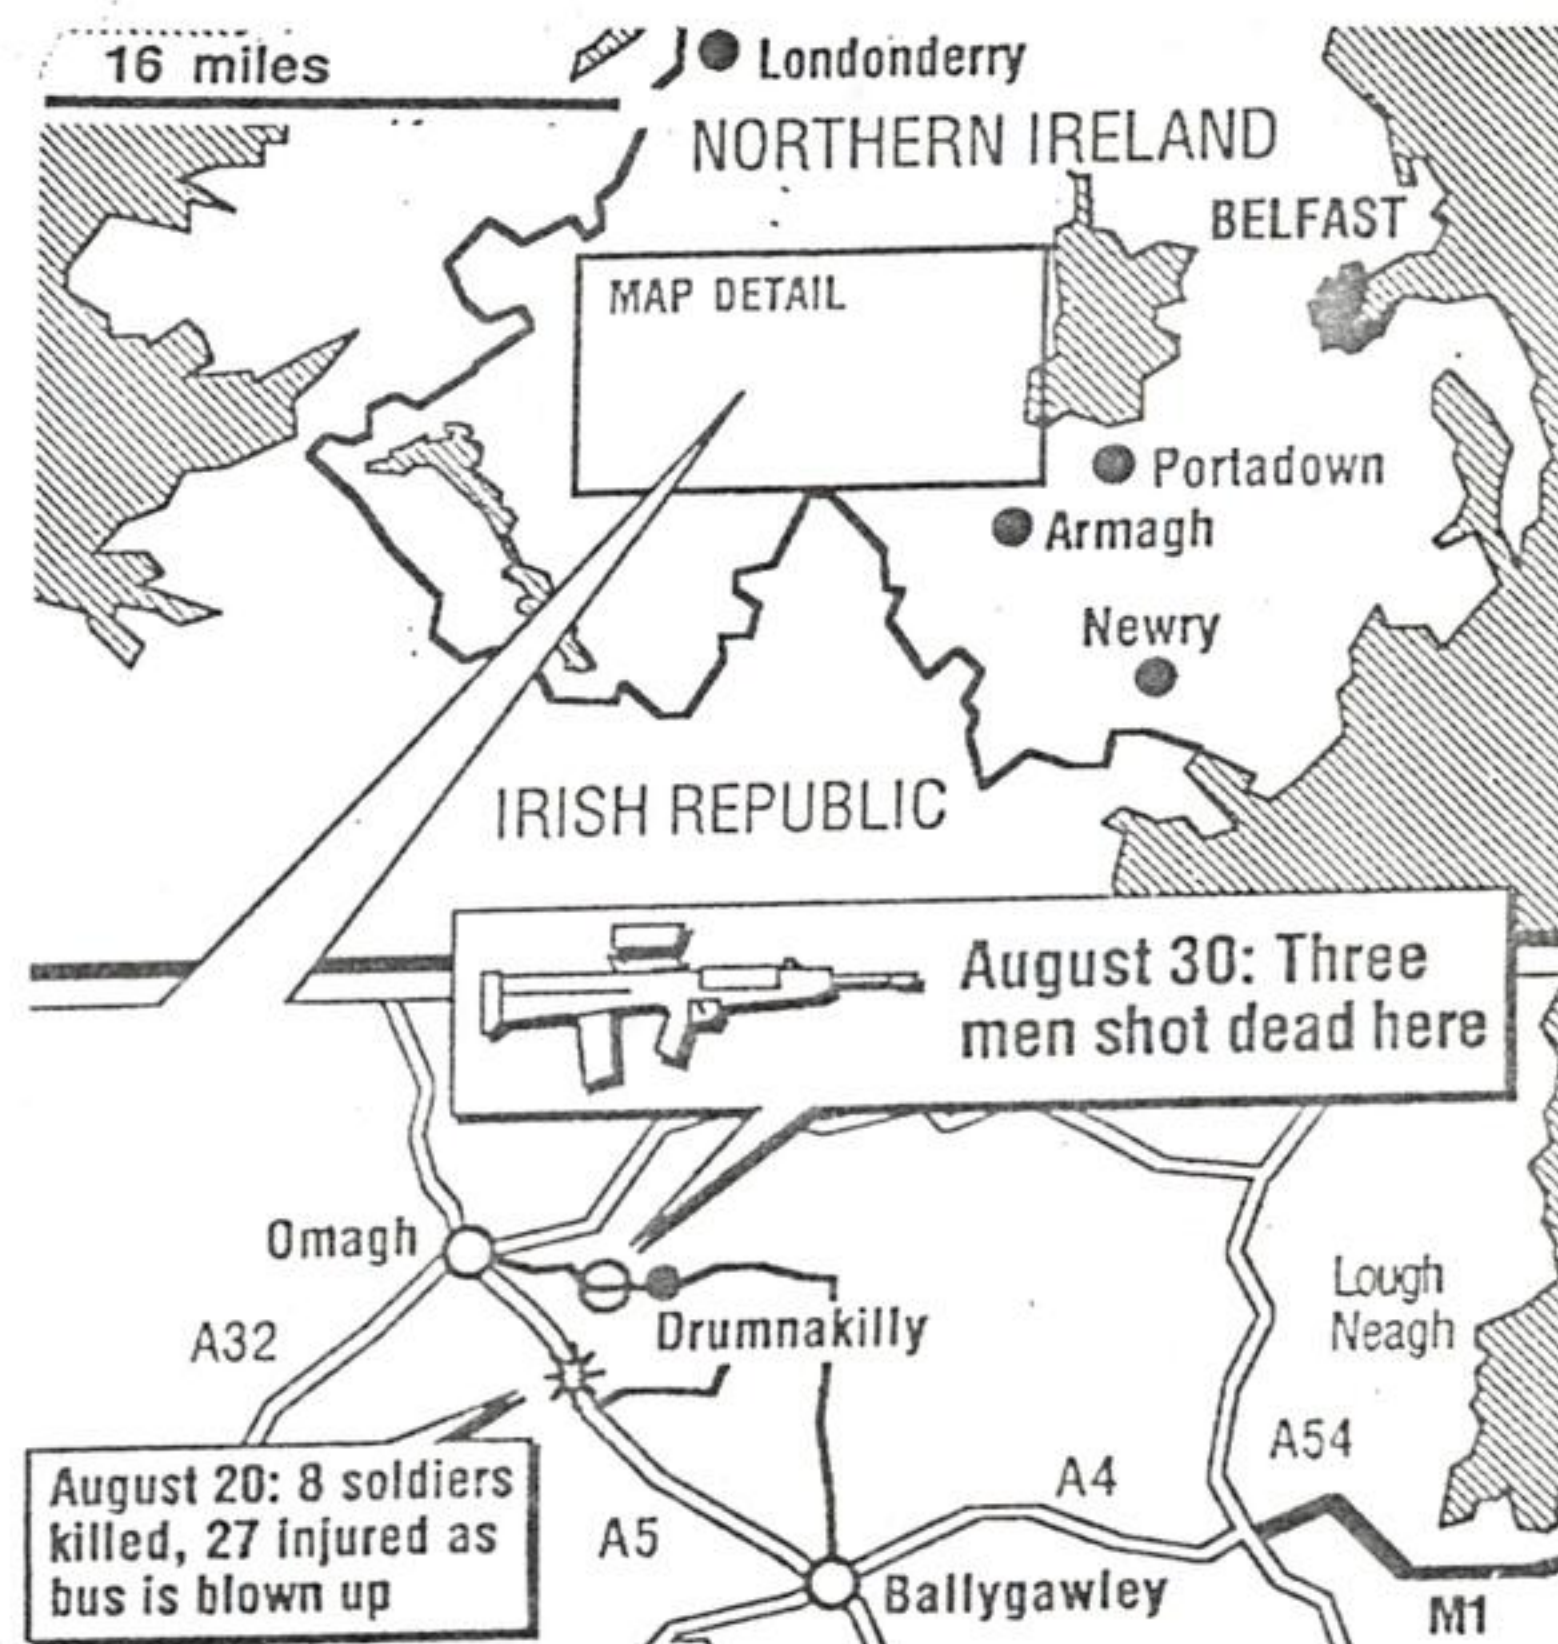 16 miles
Londonderry
NORTHERN IRELAND
BELFAST
MAP DETAIL
Portadown
Armagh
Newry
IRISH REPUBLIC
August 30: Three
men shot dead here
Omagh
Lough
Neagh
Drumnakilly
A32
A54
August 20: 8 soldiers
killed, 27 injured as
bus is blown up
A4
A5
Ballygawley
M1